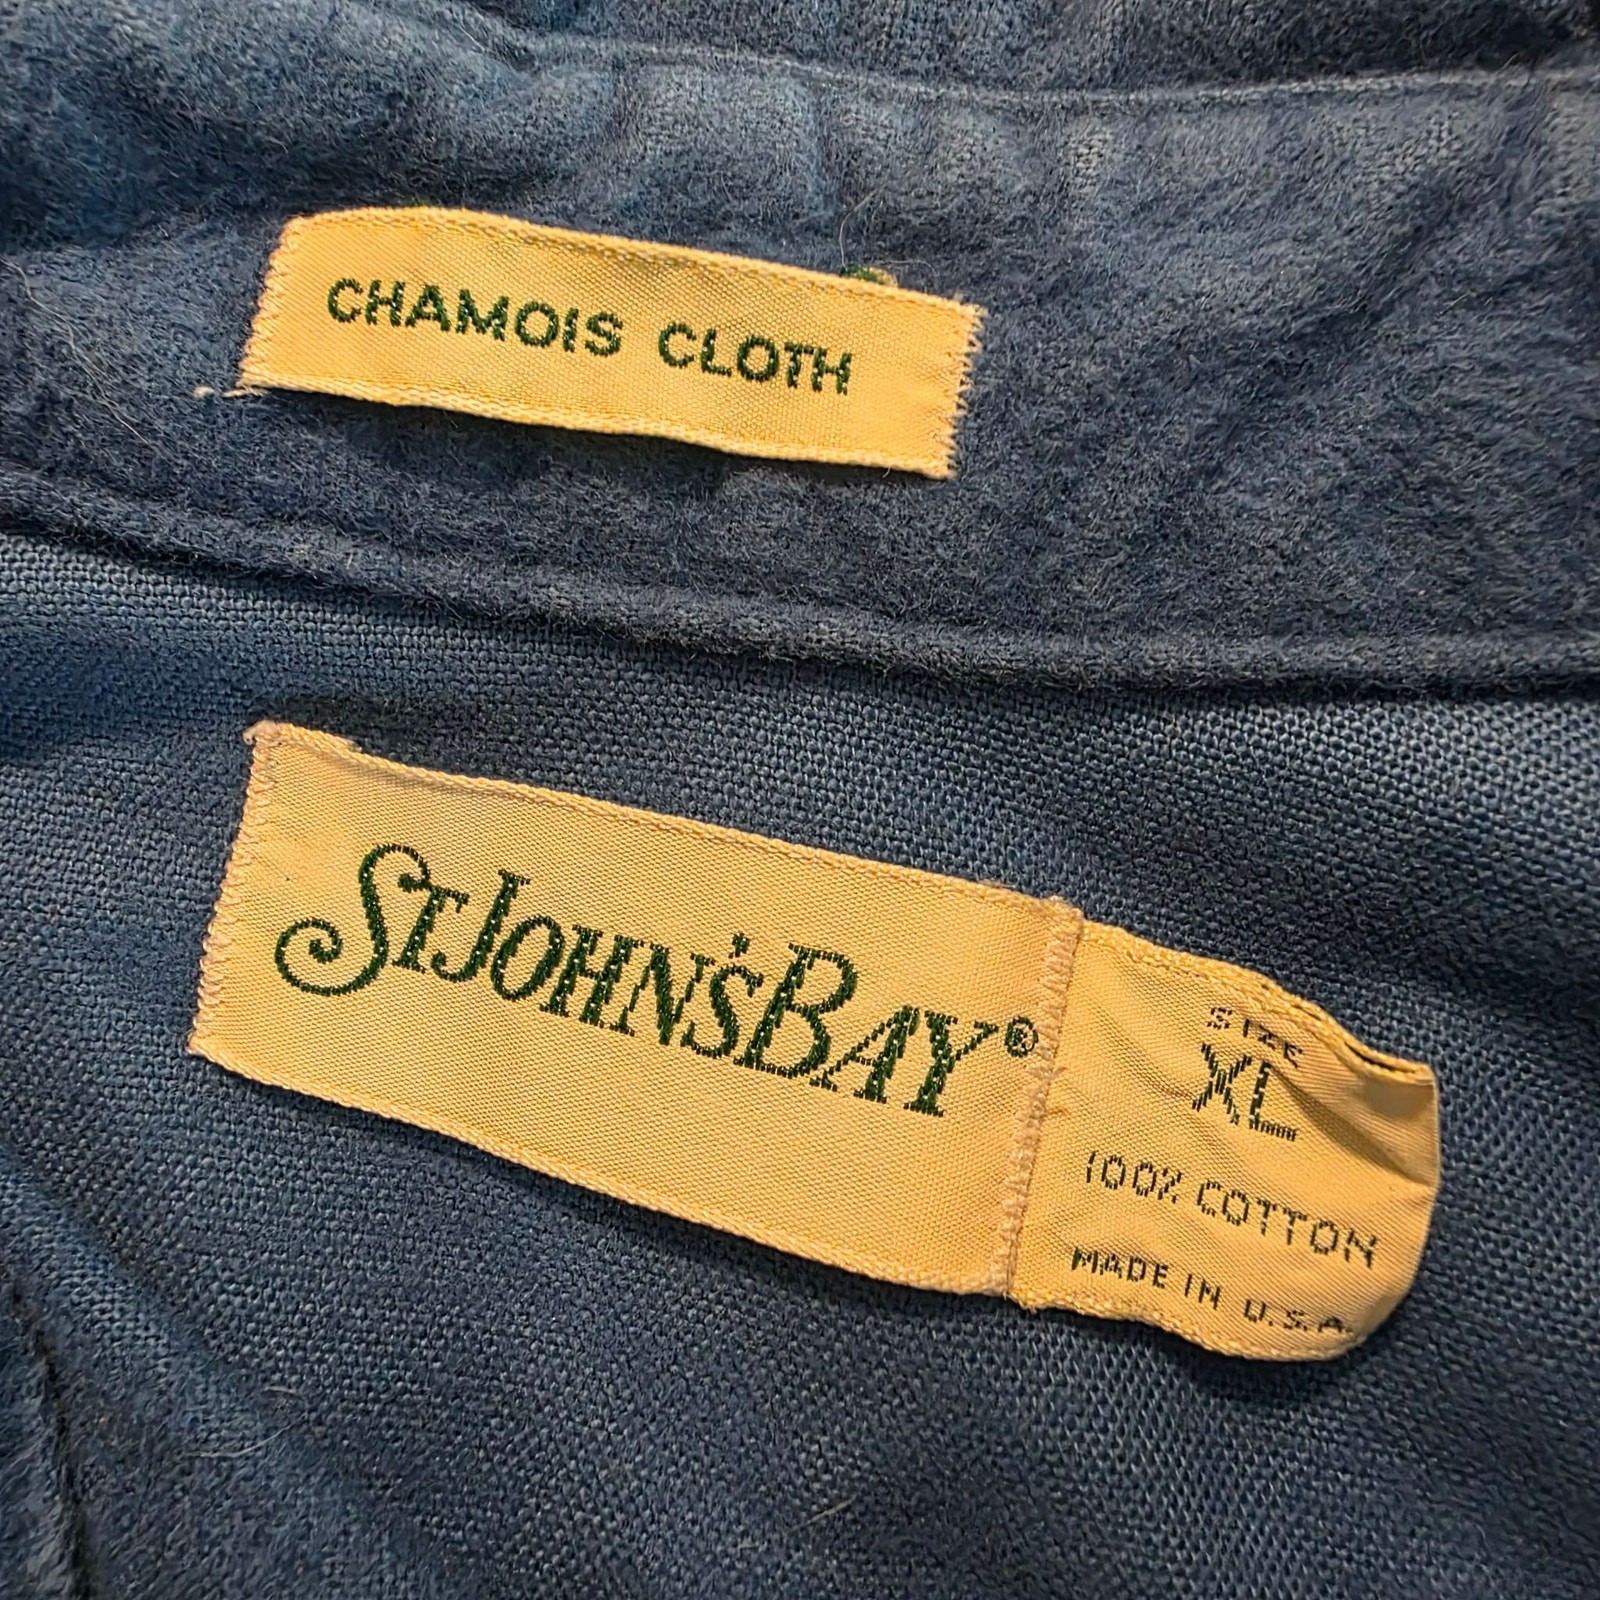 CHAMOIS CLOTH
ST JOHN'S BAY®
SIZE
XL
100% COTTON
MADE IN U.S.A.